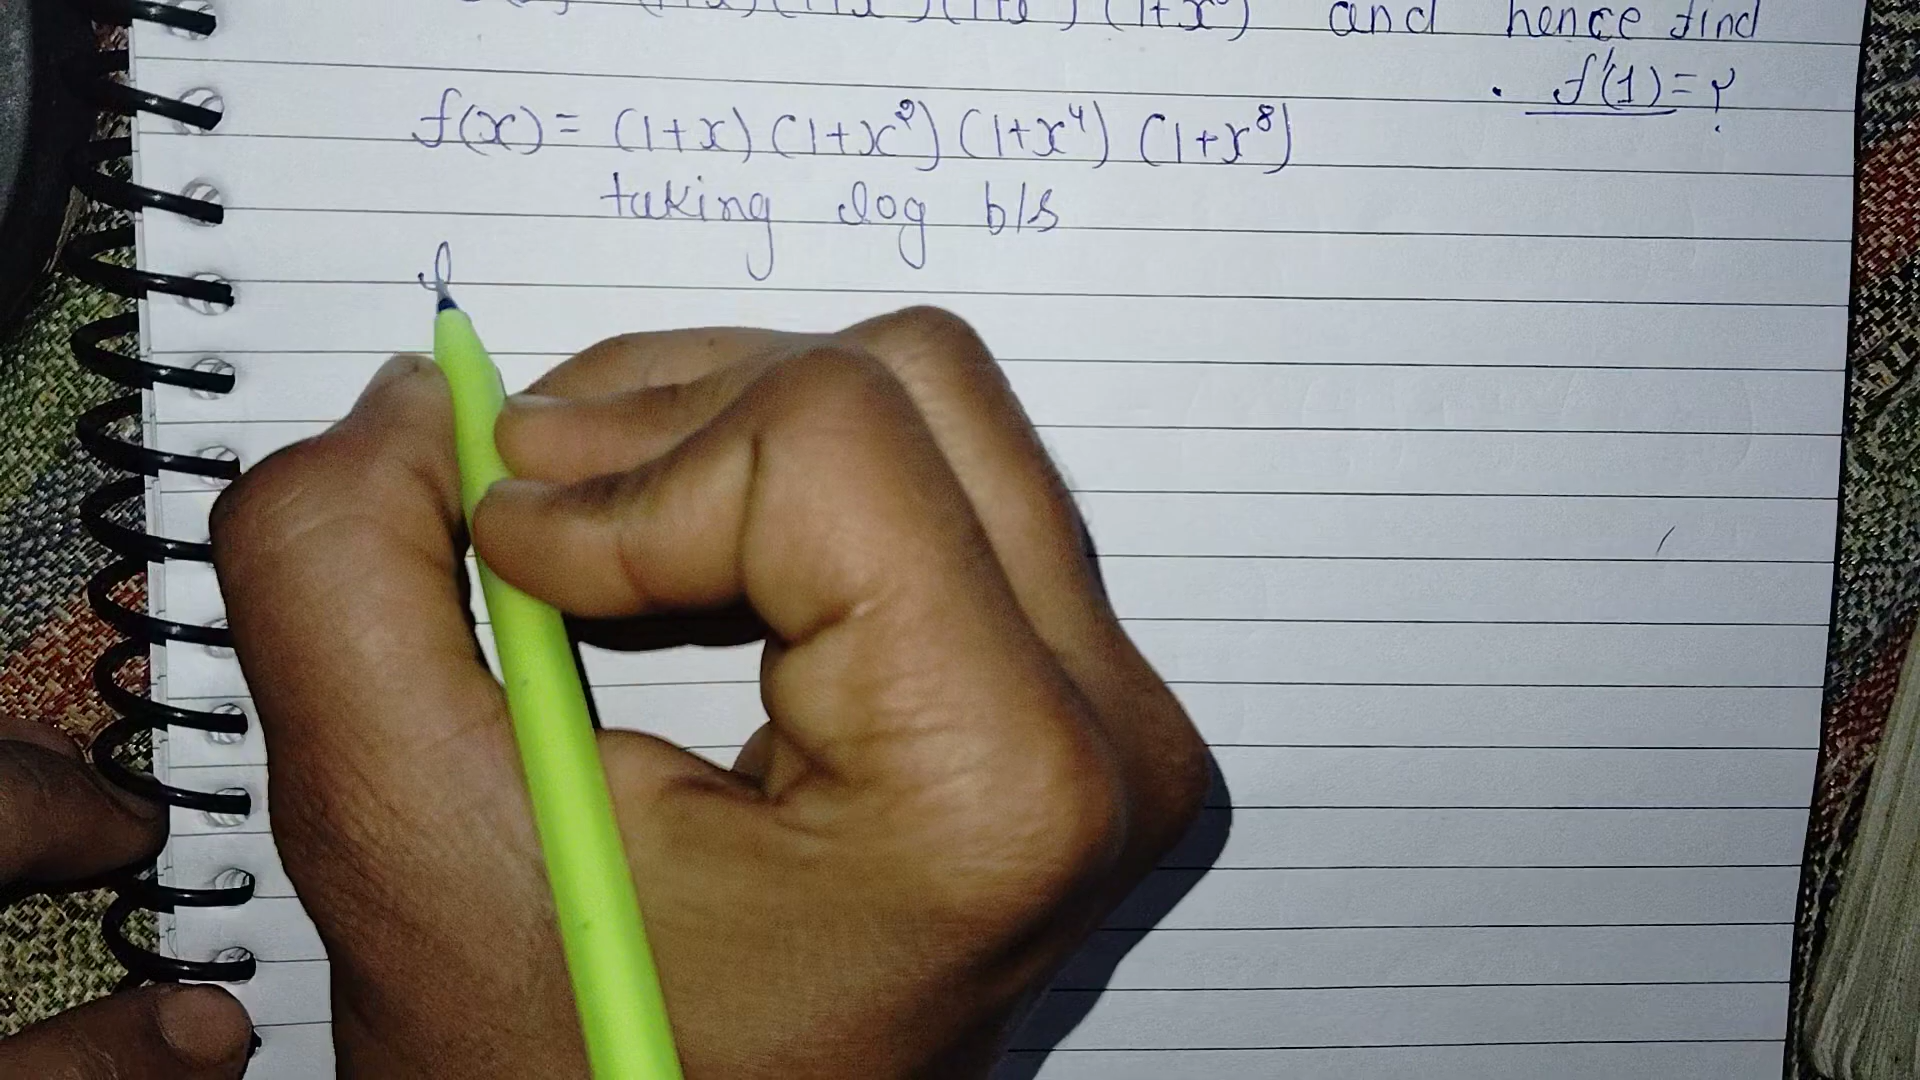 and hence find
f'(1)=?
f(x)= (1+x) (1+x²) (1+x⁴) (1+x⁸)
taking log b/s